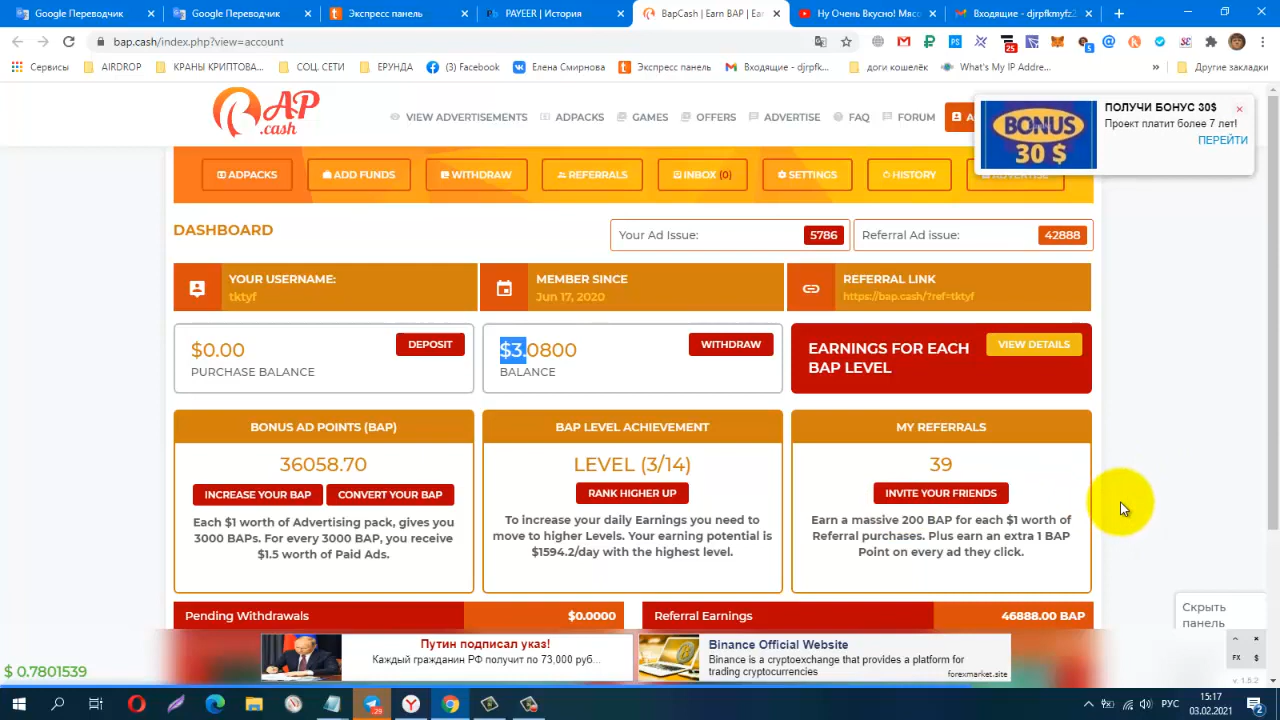 Google Переводчик
Google Переводчик
Экспресс панель
PAYEER | История
BapCash | Earn BAP | Earn
Ну Очень Вкусно! Мясо
Входящие - djrpfkmyfz2
bap.cash/index.php?view=account
Сервисы
AIRDROP
КРАНЫ КРИПТОВА...
СОЦ. СЕТИ
ЕРУНДА
(3) Facebook
Елена Смирнова
Экспресс панель
Входящие - djrpfk...
доги кошелёк
What's My IP Addre...
»
Другие закладки
AP
.cash
VIEW ADVERTISEMENTS
ADPACKS
GAMES
OFFERS
ADVERTISE
FAQ
FORUM
BONUS
30 $
ПОЛУЧИ БОНУС 30$
Проект платит более 7 лет!
ПЕРЕЙТИ
ADPACKS
ADD FUNDS
WITHDRAW
REFERRALS
INBOX (0)
SETTINGS
HISTORY
ADVERTISE
DASHBOARD
Your Ad Issue:
5786
Referral Ad issue:
42888
YOUR USERNAME:
tktyf
MEMBER SINCE
Jun 17, 2020
REFERRAL LINK
https://bap.cash/?ref=tktyf
$0.00
DEPOSIT
PURCHASE BALANCE
$3.0800
WITHDRAW
BALANCE
EARNINGS FOR EACH
BAP LEVEL
VIEW DETAILS
BONUS AD POINTS (BAP)
36058.70
INCREASE YOUR BAP
CONVERT YOUR BAP
Each $1 worth of Advertising pack, gives you
3000 BAPs. For every 3000 BAP, you receive
$1.5 worth of Paid Ads.
BAP LEVEL ACHIEVEMENT
LEVEL (3/14)
RANK HIGHER UP
To increase your daily Earnings you need to
move to higher Levels. Your earning potential is
$1594.2/day with the highest level.
MY REFERRALS
39
INVITE YOUR FRIENDS
Earn a massive 200 BAP for each $1 worth of
Referral purchases. Plus earn an extra 1 BAP
Point on every ad they click.
Pending Withdrawals
$0.0000
Referral Earnings
46888.00 BAP
Скрыть
панель
Путин подписал указ!
Каждый гражданин РФ получит по 73,000 руб...
Binance Official Website
Binance is a cryptoexchange that provides a platform for
trading cryptocurrencies
forexmarket.site
FX
$
v. 1.5.2
$ 0.7801539
РУС
15:17
03.02.2021